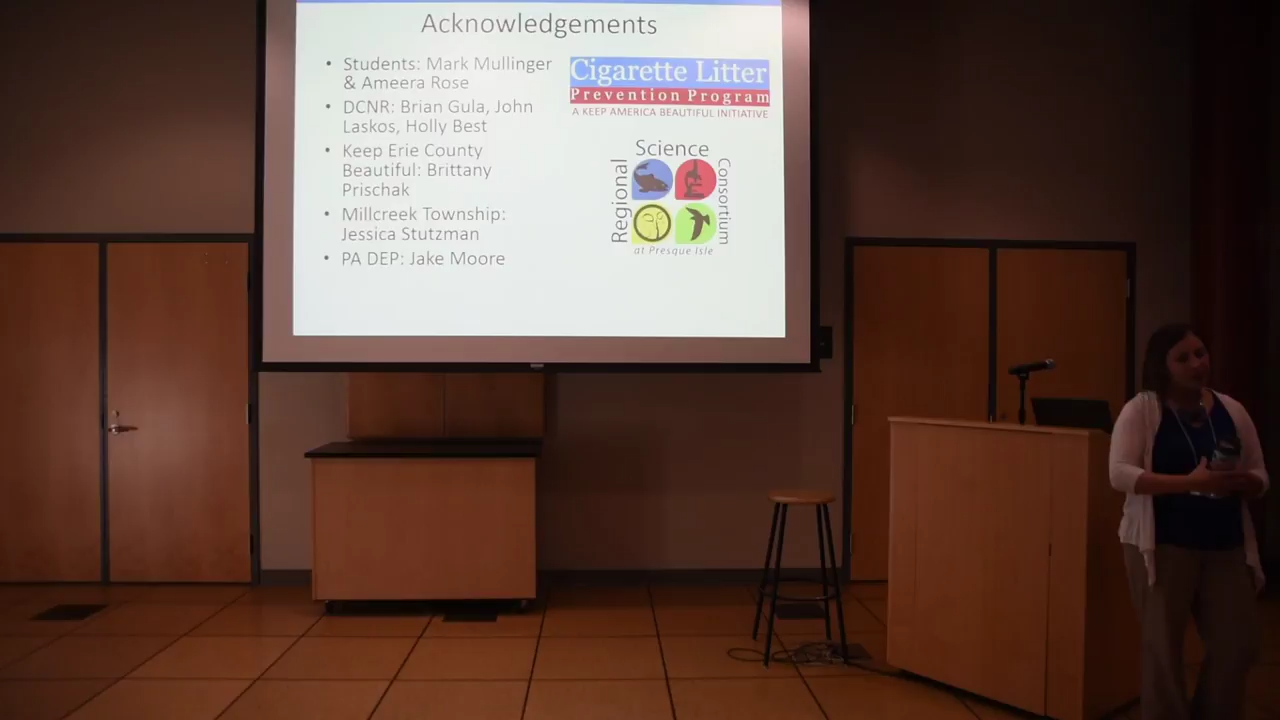 Acknowledgements
• Students: Mark Mullinger
& Ameera Rose
• DCNR: Brian Gula, John
Laskos, Holly Best
• Keep Erie County
Beautiful: Brittany
Prischak
• Millcreek Township:
Jessica Stutzman
• PA DEP: Jake Moore
Cigarette Litter
Prevention Program
A KEEP AMERICA BEAUTIFUL INITIATIVE
Regional
Science
Consortium
at Presque Isle